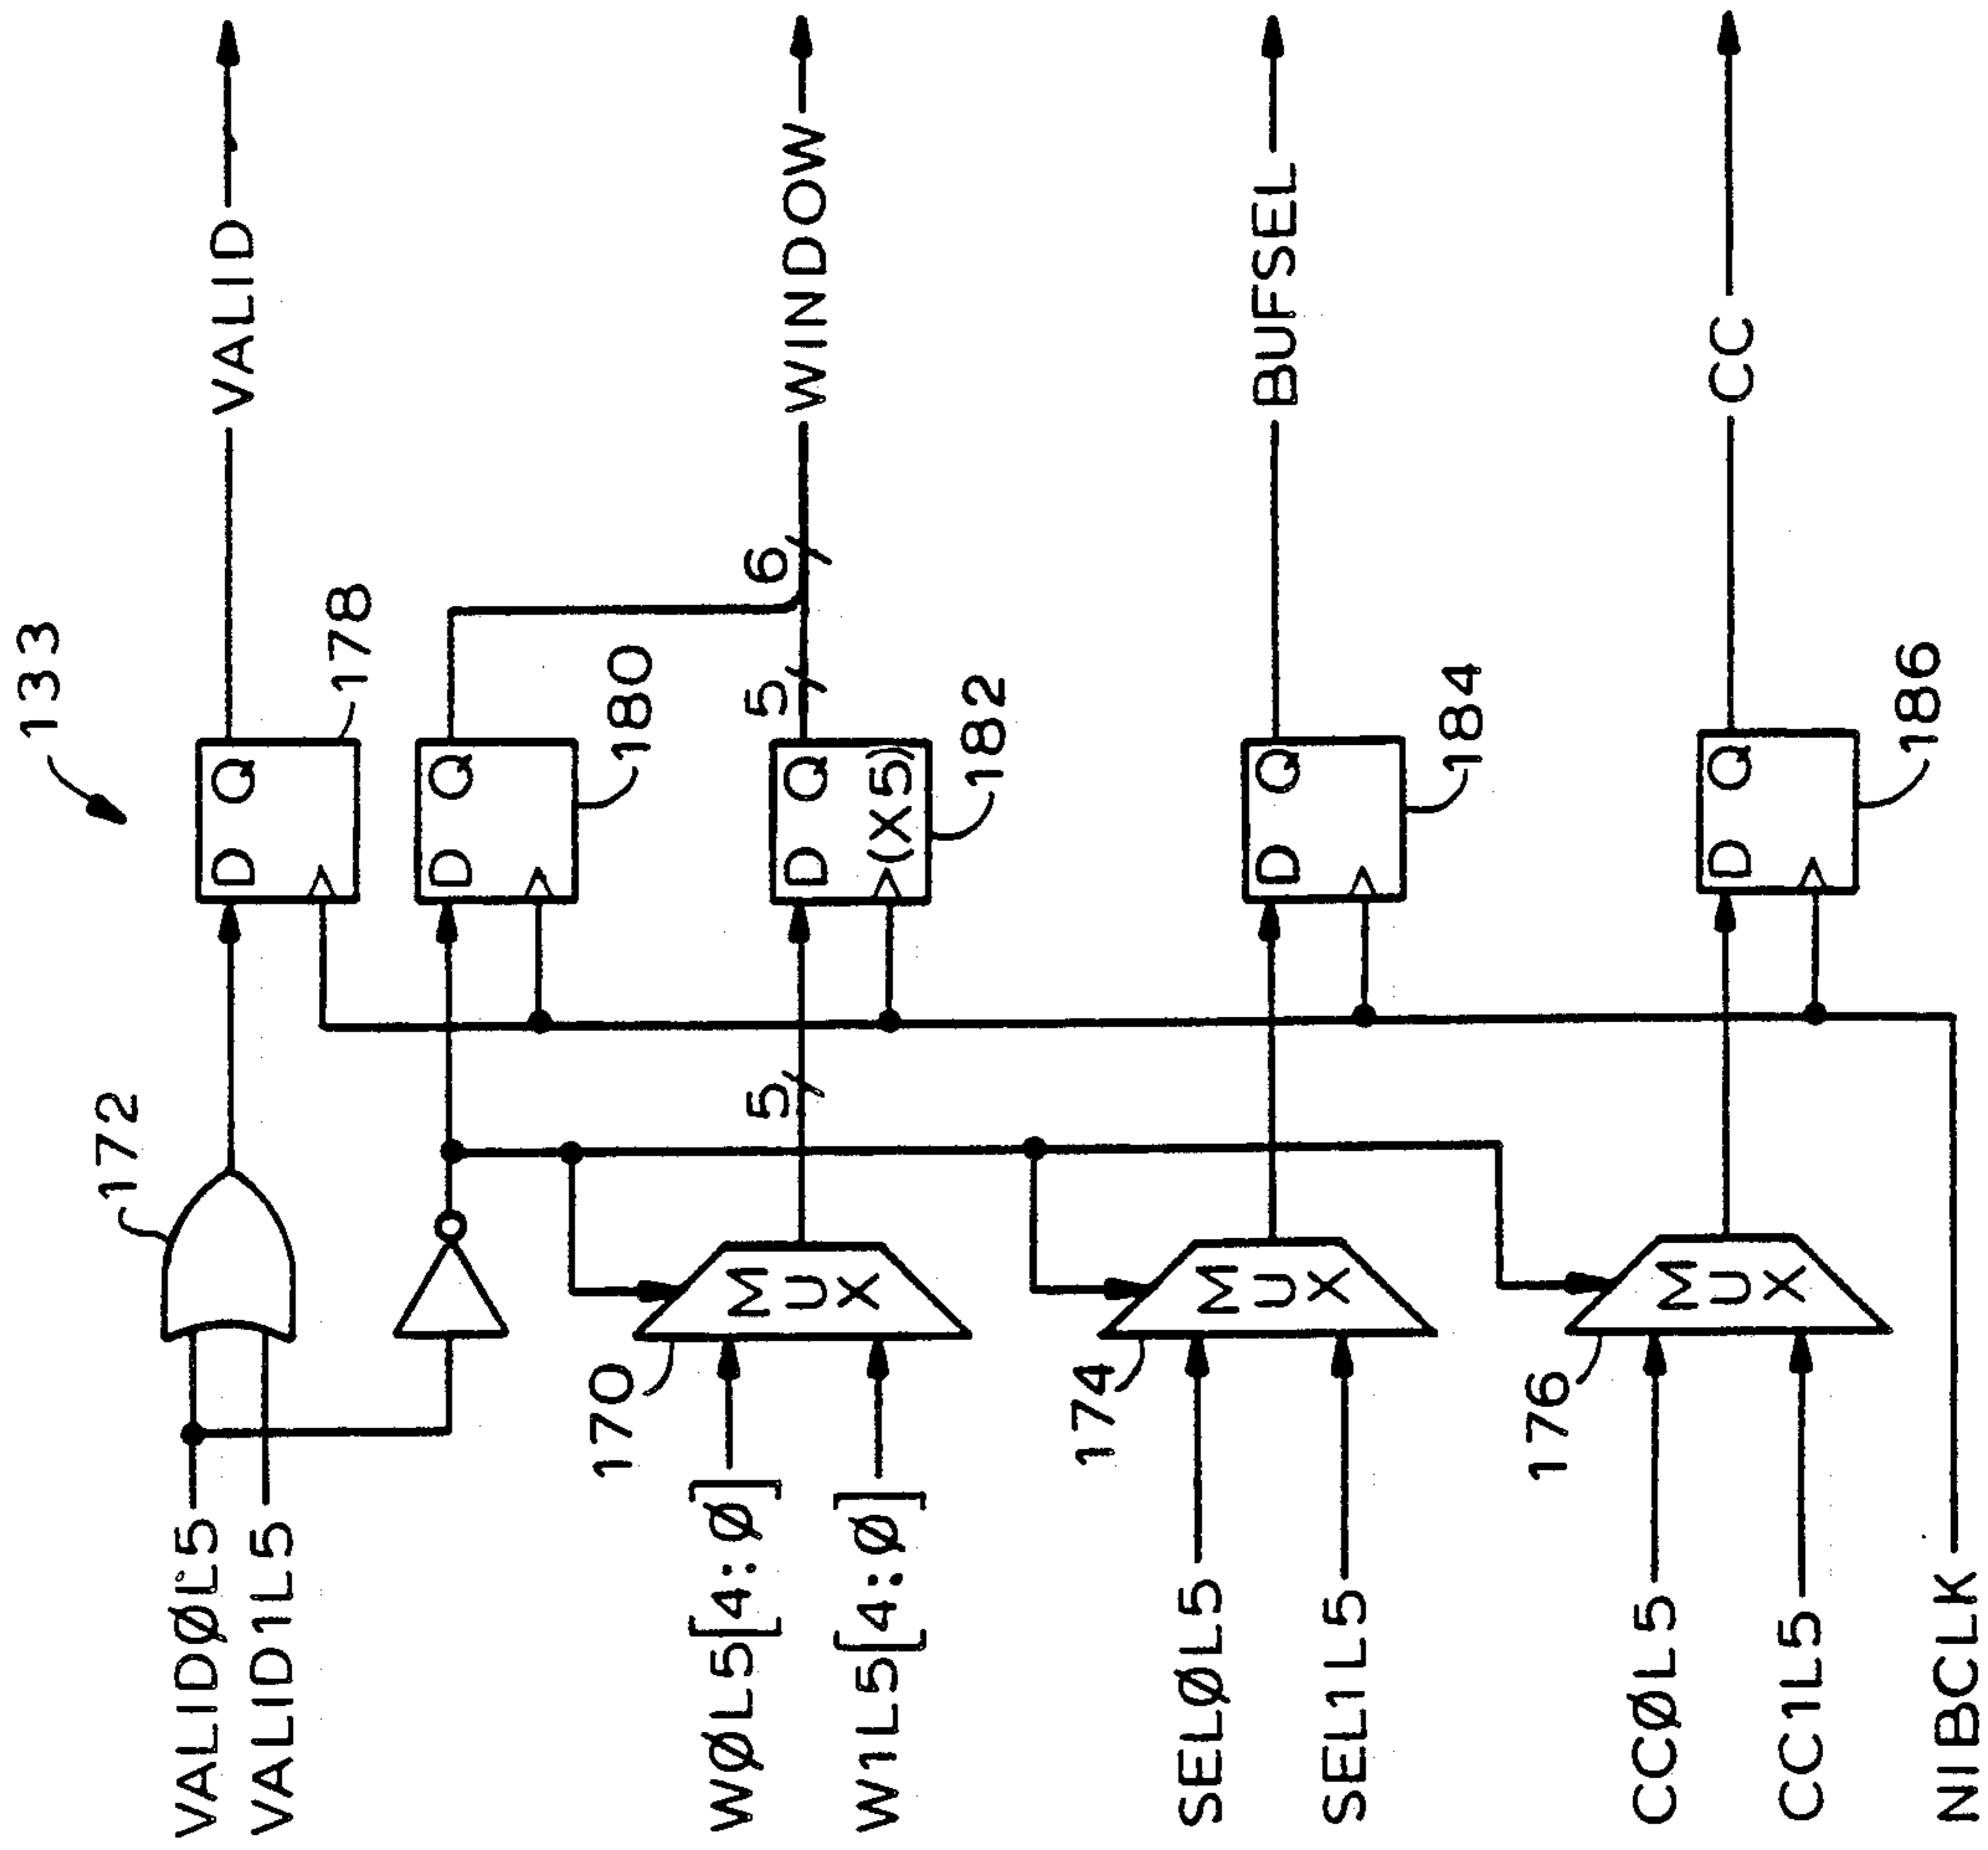 133
VALIDØL5
VALID1L5
172
D Q
178
VALID
D Q
180
WØL5[4:Ø]
W1L5[4:Ø]
170
MUX
5
D Q
(X5)
182
5
6
WINDOW
SELØL5
SEL1L5
174
MUX
D Q
184
BUFSEL
CCØL5
CC1L5
176
MUX
D Q
186
CC
NIBCLK